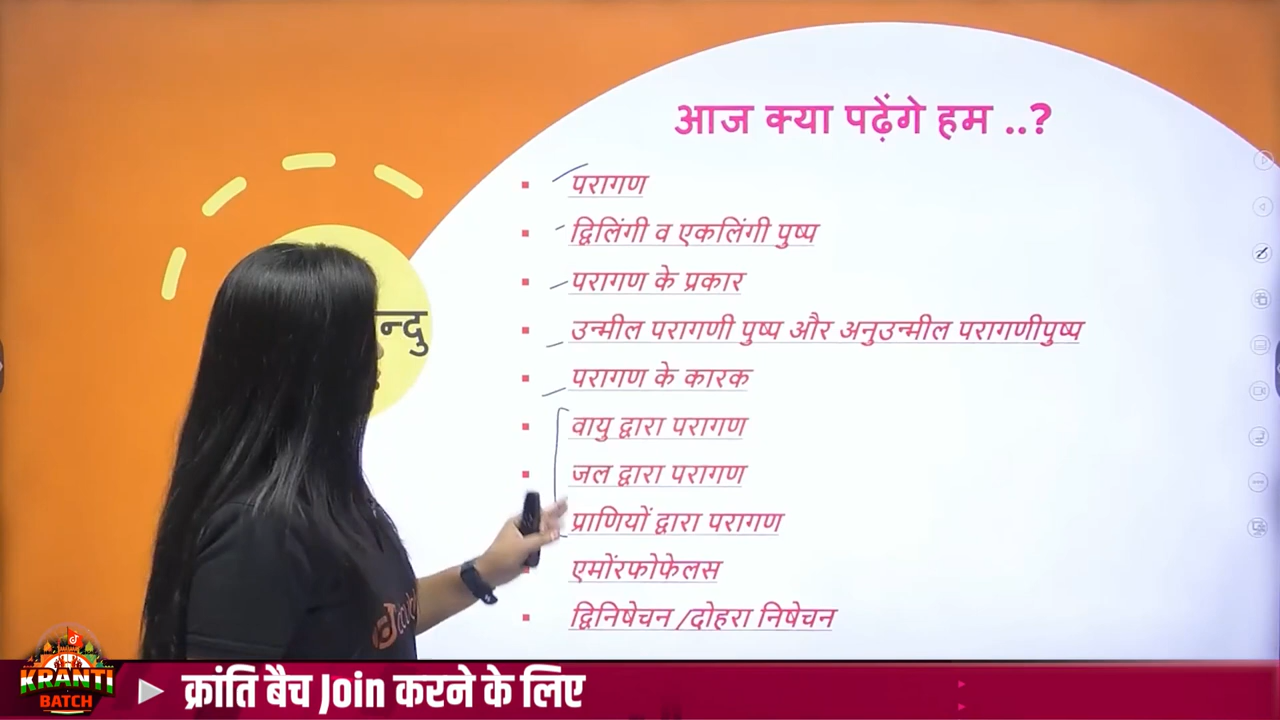 आज क्या पढ़ेंगे हम ..?
परागण
द्विलिंगी व एकलिंगी पुष्प
परागण के प्रकार
उन्मील परागणी पुष्प और अनुउन्मील परागणीपुष्प
परागण के कारक
वायु द्वारा परागण
जल द्वारा परागण
प्राणियों द्वारा परागण
एमोंरफोफेलस
द्विनिषेचन /दोहरा निषेचन
KRANTI
BATCH
क्रांति बैच Join करने के लिए